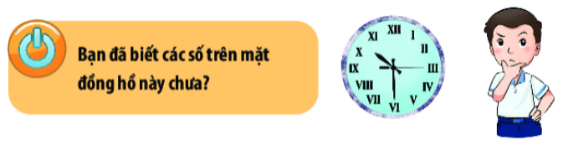 Bạn đã biết các số trên mặt
đồng hồ này chưa?
XII
I
II
III
IV
V
VI
VII
VIII
IX
X
XI